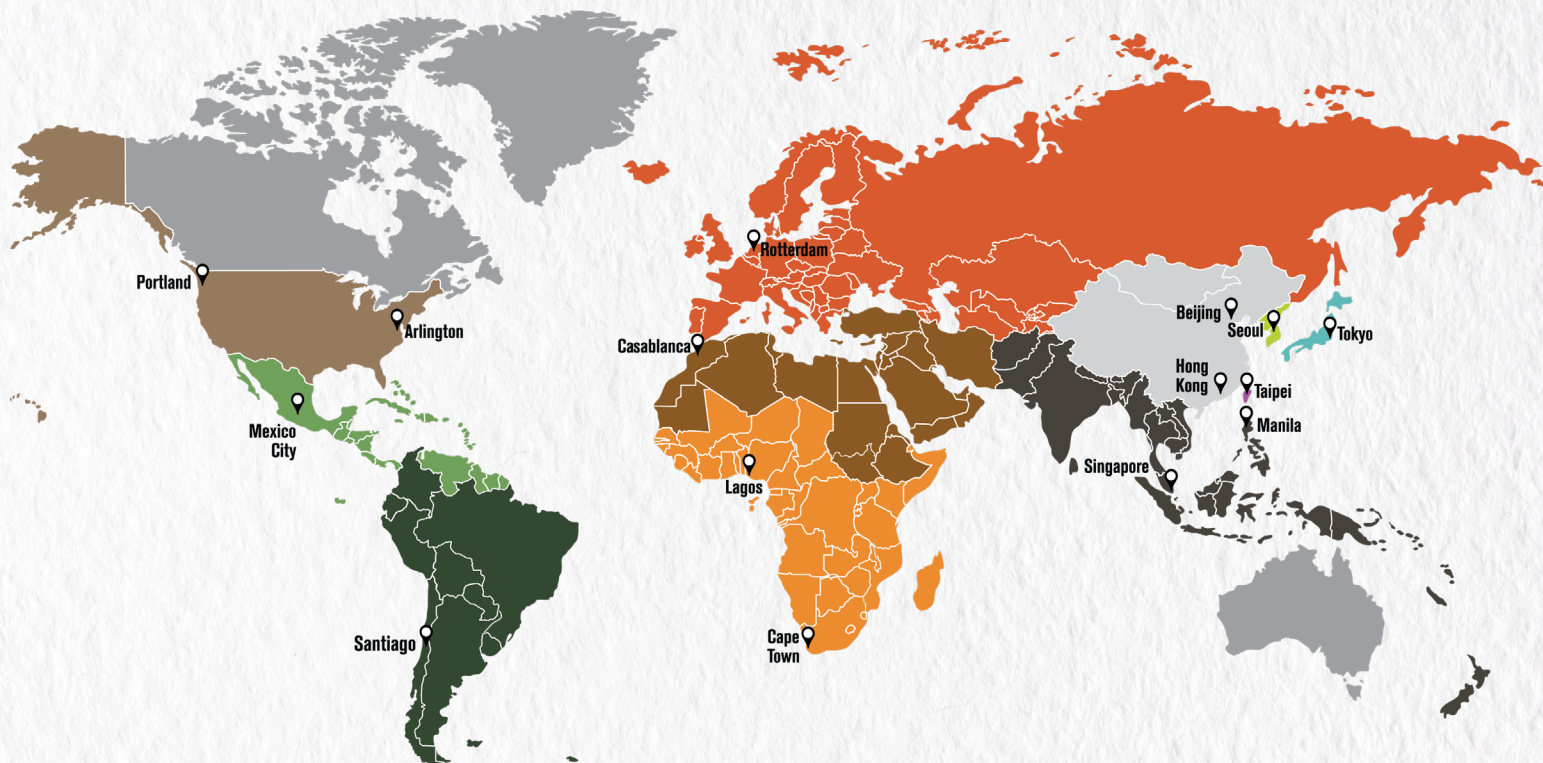 Portland
Arlington
Mexico
City
Santiago
Rotterdam
Casablanca
Lagos
Cape
Town
Beijing
Seoul
Tokyo
Hong
Kong
Taipei
Manila
Singapore